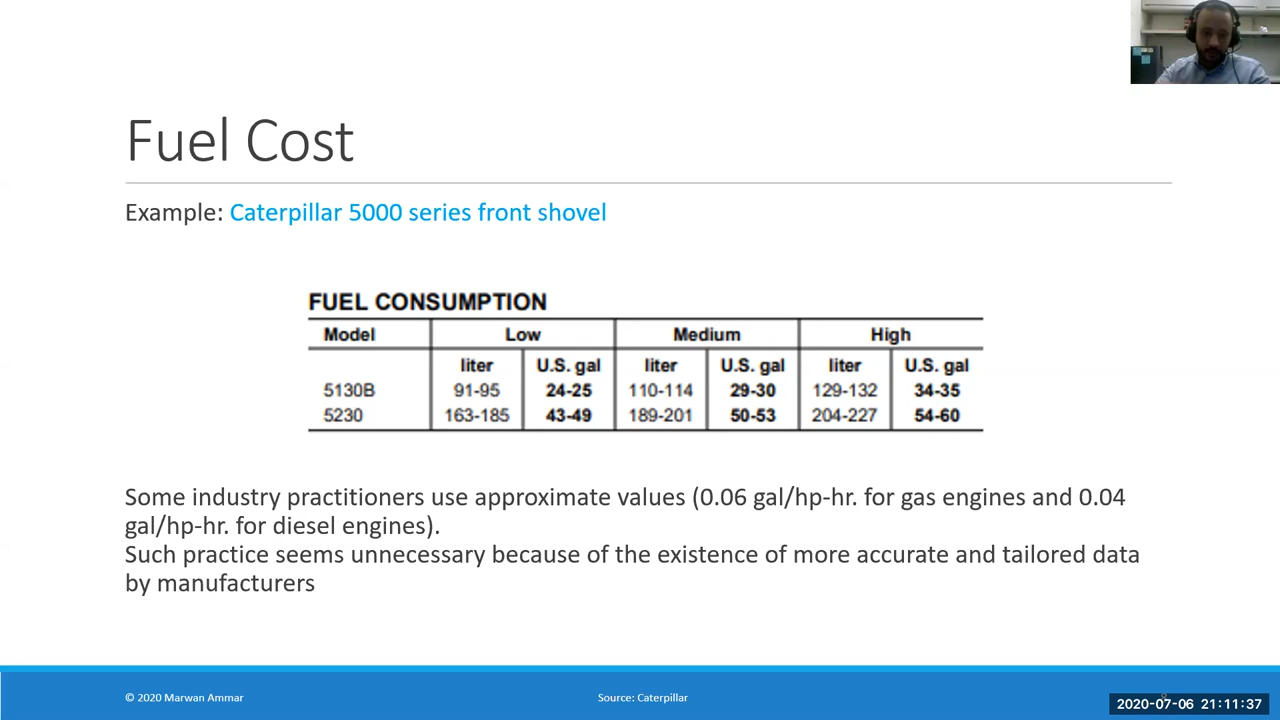 Fuel Cost
Example: Caterpillar 5000 series front shovel
FUEL CONSUMPTION
Model Low Medium High
liter U.S. gal liter U.S. gal liter U.S. gal
5130B 91-95 24-25 110-114 29-30 129-132 34-35
5230 163-185 43-49 189-201 50-53 204-227 54-60
Some industry practitioners use approximate values (0.06 gal/hp-hr. for gas engines and 0.04
gal/hp-hr. for diesel engines).
Such practice seems unnecessary because of the existence of more accurate and tailored data
by manufacturers
© 2020 Marwan Ammar Source: Caterpillar
2020-07-06 21:11:37